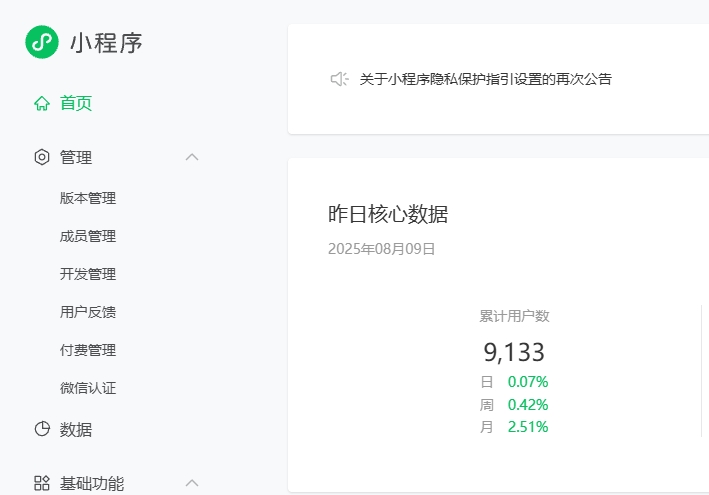 小程序
首页
管理
版本管理
成员管理
开发管理
用户反馈
付费管理
微信认证
数据
基础功能
关于小程序隐私保护指引设置的再次公告
昨日核心数据
2025年08月09日
累计用户数
9,133
日 0.07%
周 0.42%
月 2.51%